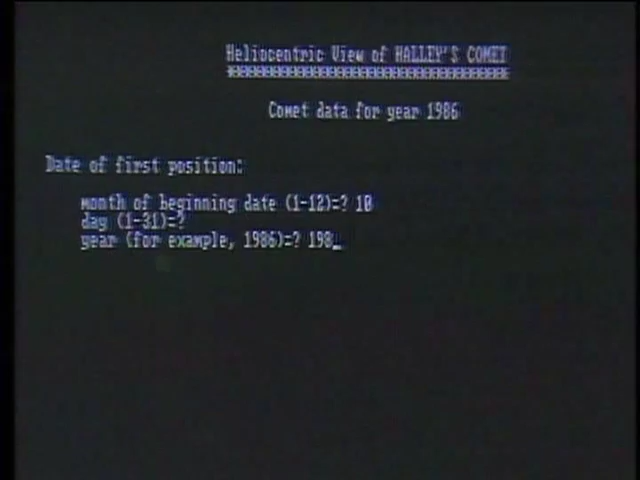 Heliocentric View of HALLEY'S COMET
***********************************
Comet data for year 1986
Date of first position:
month of beginning date (1-12)=? 10
day (1-31)=?
year (for example, 1986)=? 198_